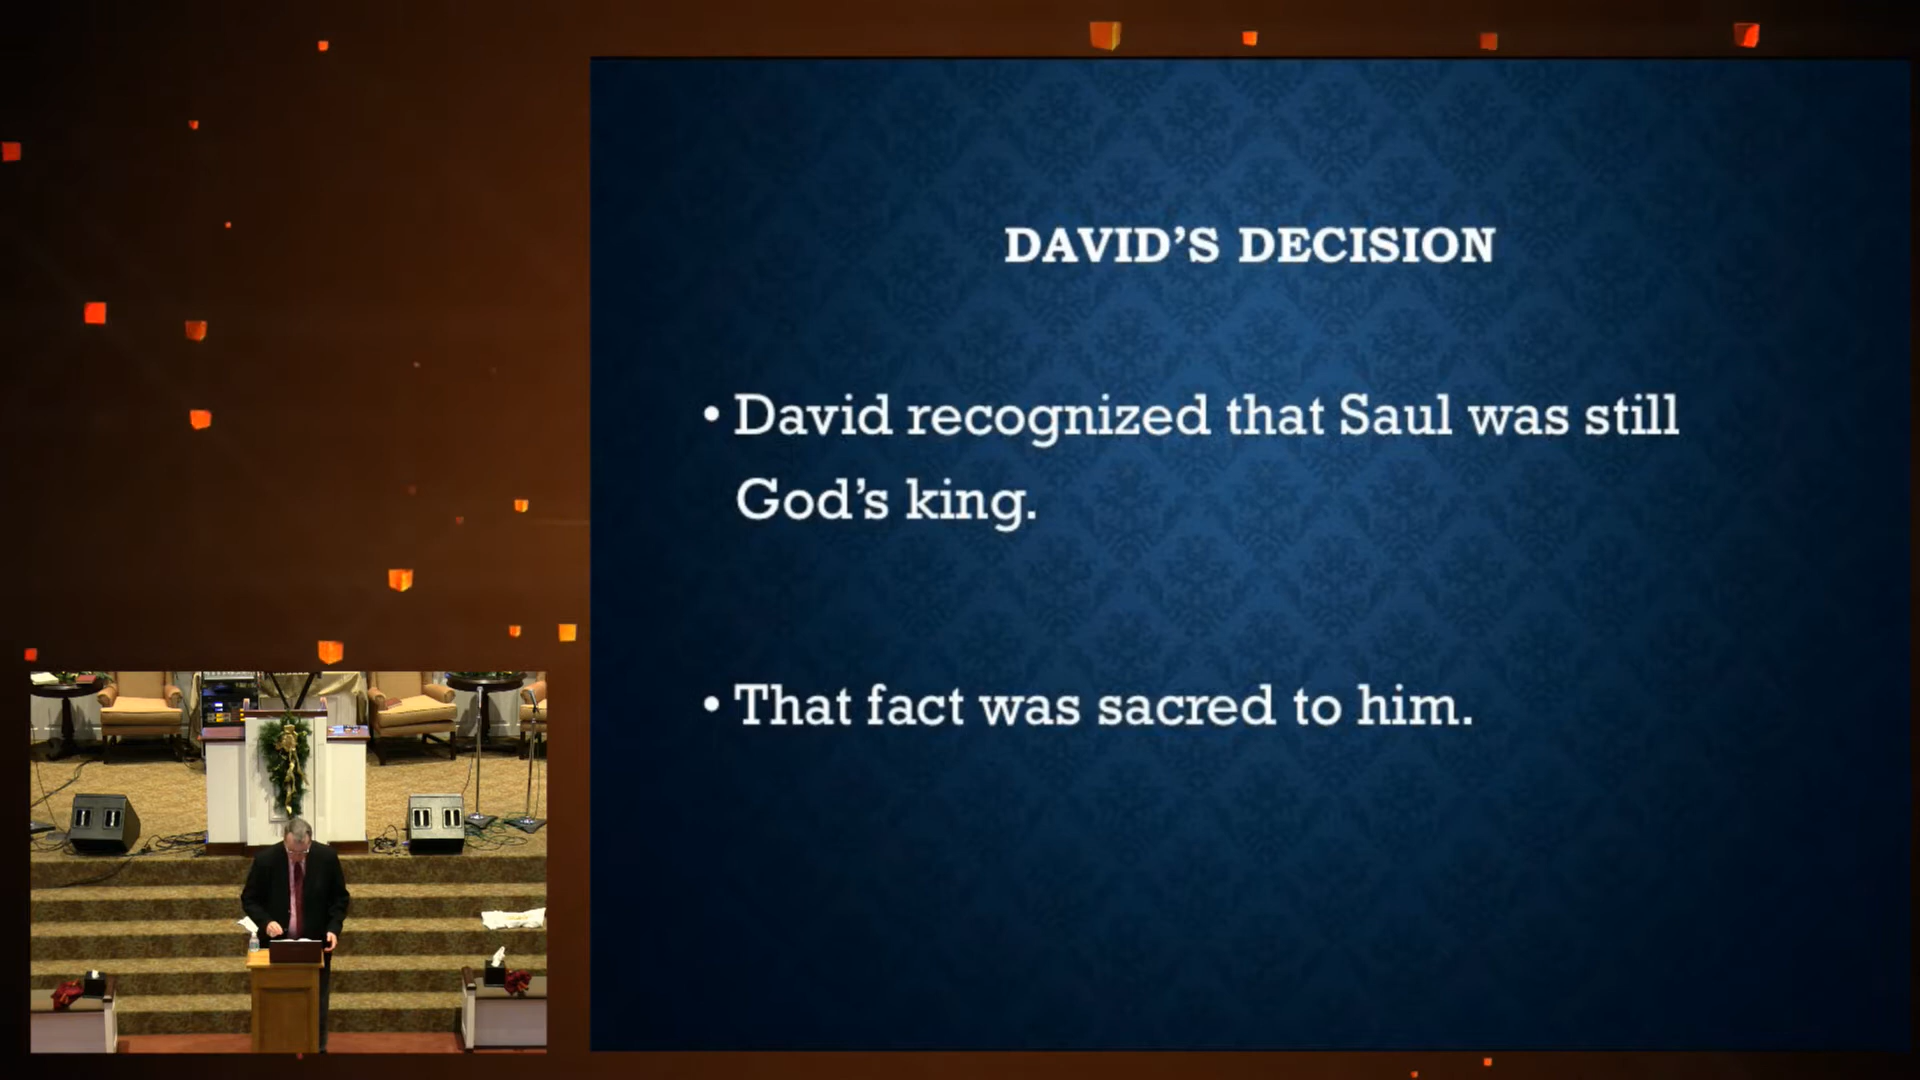 DAVID’S DECISION
• David recognized that Saul was still
God’s king.
• That fact was sacred to him.